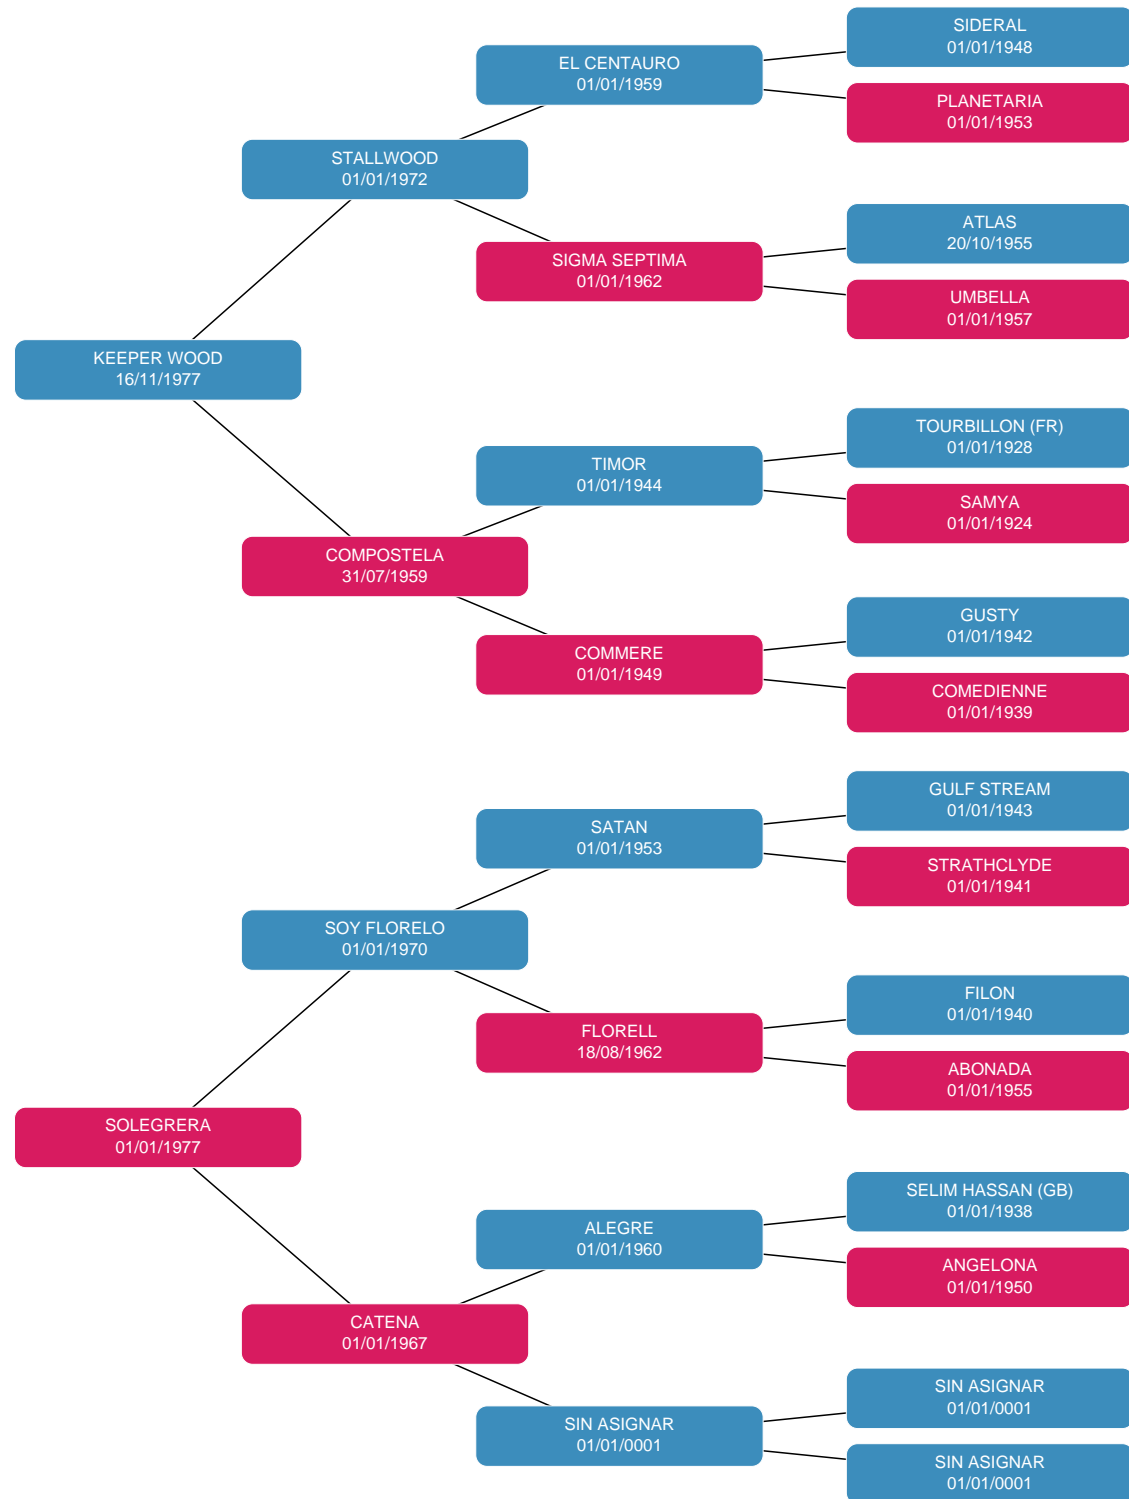 SIDERAL
01/01/1948
EL CENTAURO
01/01/1959
PLANETARIA
01/01/1953
STALLWOOD
01/01/1972
ATLAS
20/10/1955
SIGMA SEPTIMA
01/01/1962
UMBELLA
01/01/1957
KEEPER WOOD
16/11/1977
TOURBILLON (FR)
01/01/1928
TIMOR
01/01/1944
SAMYA
01/01/1924
COMPOSTELA
31/07/1959
GUSTY
01/01/1942
COMMERE
01/01/1949
COMEDIENNE
01/01/1939
GULF STREAM
01/01/1943
SATAN
01/01/1953
STRATHCLYDE
01/01/1941
SOY FLORELO
01/01/1970
FILON
01/01/1940
FLORELL
18/08/1962
ABONADA
01/01/1955
SOLEGRERA
01/01/1977
SELIM HASSAN (GB)
01/01/1938
ALEGRE
01/01/1960
ANGELONA
01/01/1950
CATENA
01/01/1967
SIN ASIGNAR
01/01/0001
SIN ASIGNAR
01/01/0001
SIN ASIGNAR
01/01/0001